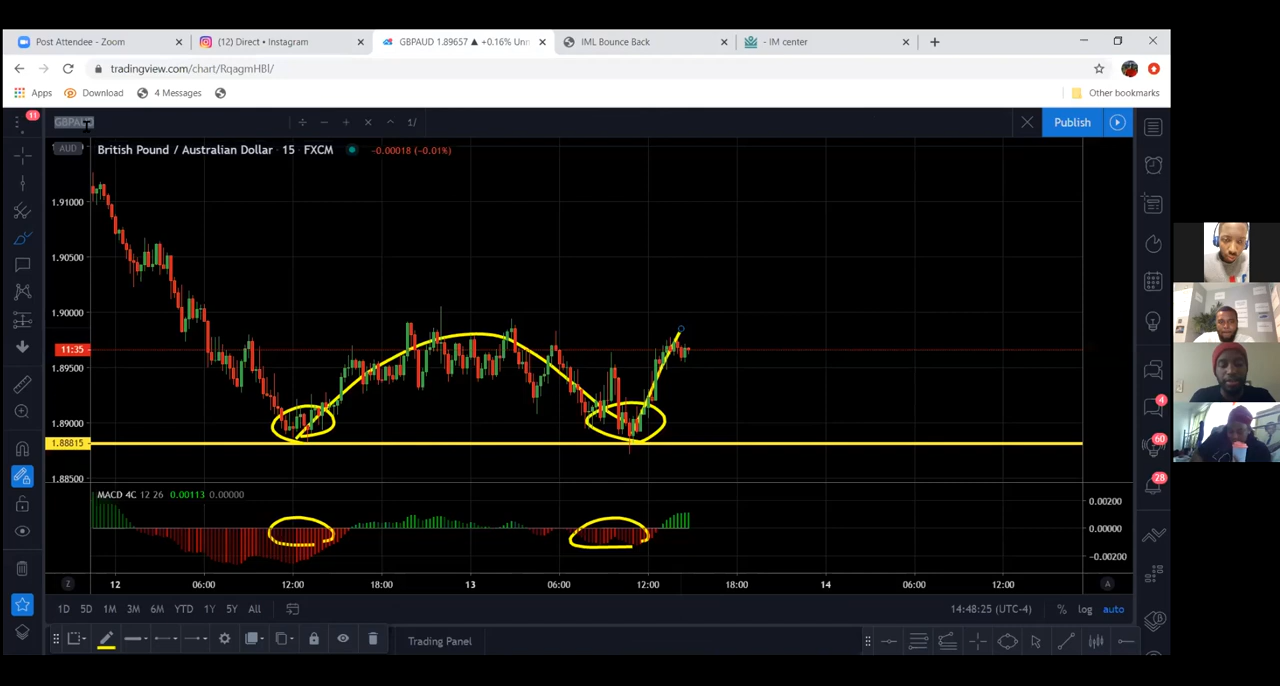 Post Attendee - Zoom
(12) Direct • Instagram
GBPAUD 1.89657 ▲ +0.16% Unn
IML Bounce Back
- IM center
tradingview.com/chart/RqagmHBl/
Apps
Download
4 Messages
Other bookmarks
11
GBPAUD
1/
Publish
AUD
British Pound / Australian Dollar · 15 · FXCM
-0.00018 (-0.01%)
1.91000
1.90500
1.90000
11:35
1.89500
1.89000
1.88815
1.88500
4
60
28
MACD 4C 12 26 0.00113 0.00000
0.00200
0.00000
-0.00200
Z
12
06:00
12:00
18:00
13
06:00
12:00
18:00
14
06:00
12:00
A
1D
5D
1M
3M
6M
YTD
1Y
5Y
All
14:48:25 (UTC-4)
%
log
auto
Trading Panel